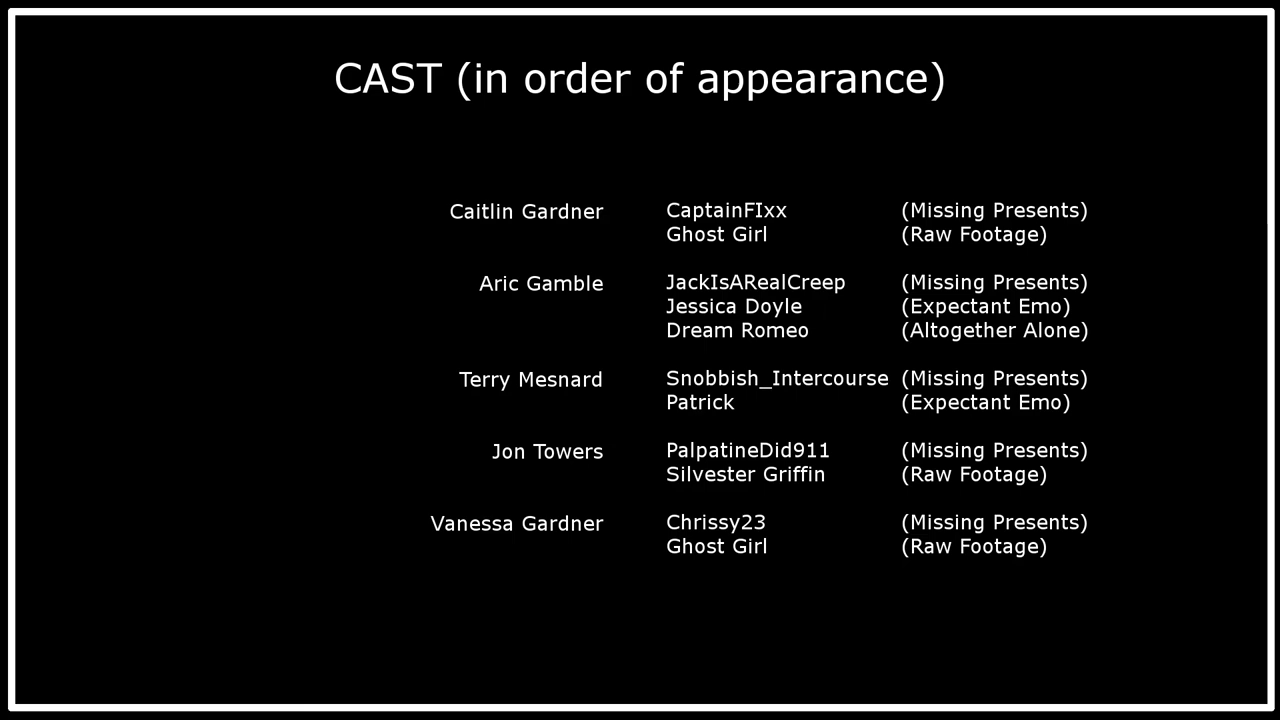 CAST (in order of appearance)
Caitlin Gardner CaptainFIxx (Missing Presents)
Ghost Girl (Raw Footage)
Aric Gamble JackIsARealCreep (Missing Presents)
Jessica Doyle (Expectant Emo)
Dream Romeo (Altogether Alone)
Terry Mesnard Snobbish_Intercourse (Missing Presents)
Patrick (Expectant Emo)
Jon Towers PalpatineDid911 (Missing Presents)
Silvester Griffin (Raw Footage)
Vanessa Gardner Chrissy23 (Missing Presents)
Ghost Girl (Raw Footage)